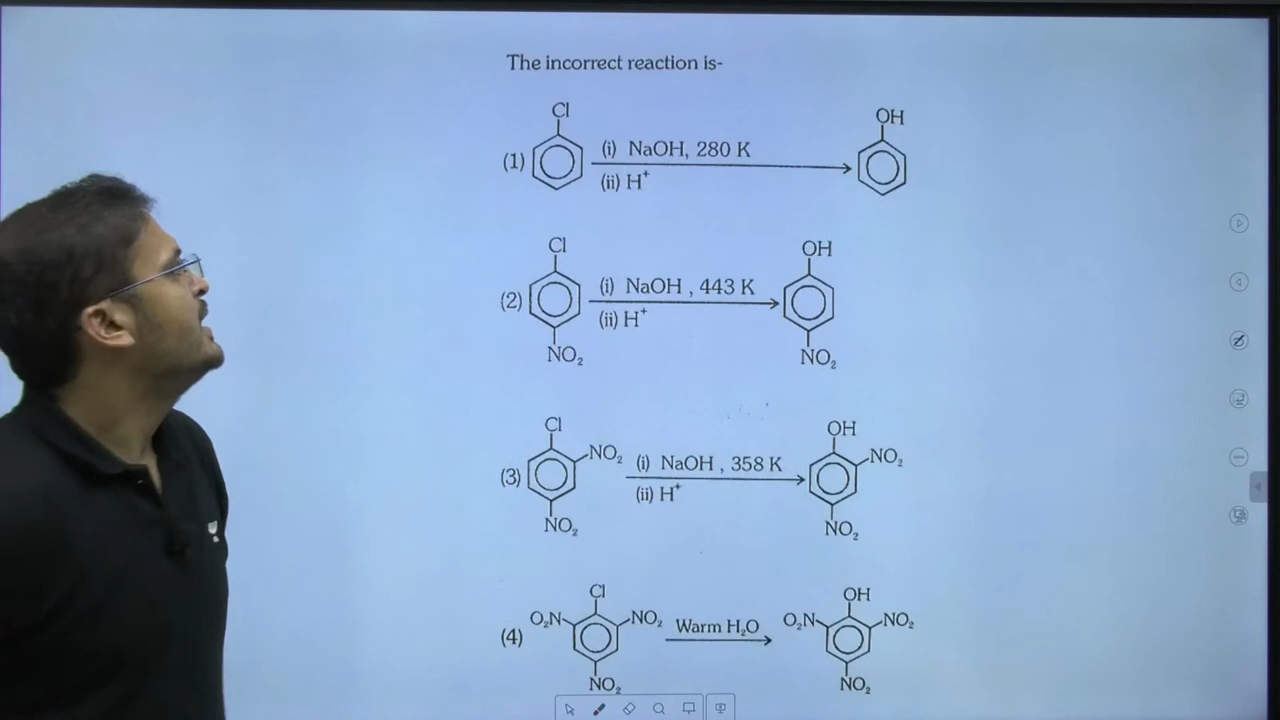 The incorrect reaction is-
Cl
OH
(1)
(i) NaOH, 280 K
(ii) H⁺
Cl
OH
(2)
(i) NaOH , 443 K
(ii) H⁺
NO₂
NO₂
Cl
OH
NO₂
NO₂
(3)
(i) NaOH , 358 K
(ii) H⁺
NO₂
NO₂
Cl
OH
O₂N
NO₂
O₂N
NO₂
(4)
Warm H₂O
NO₂
NO₂